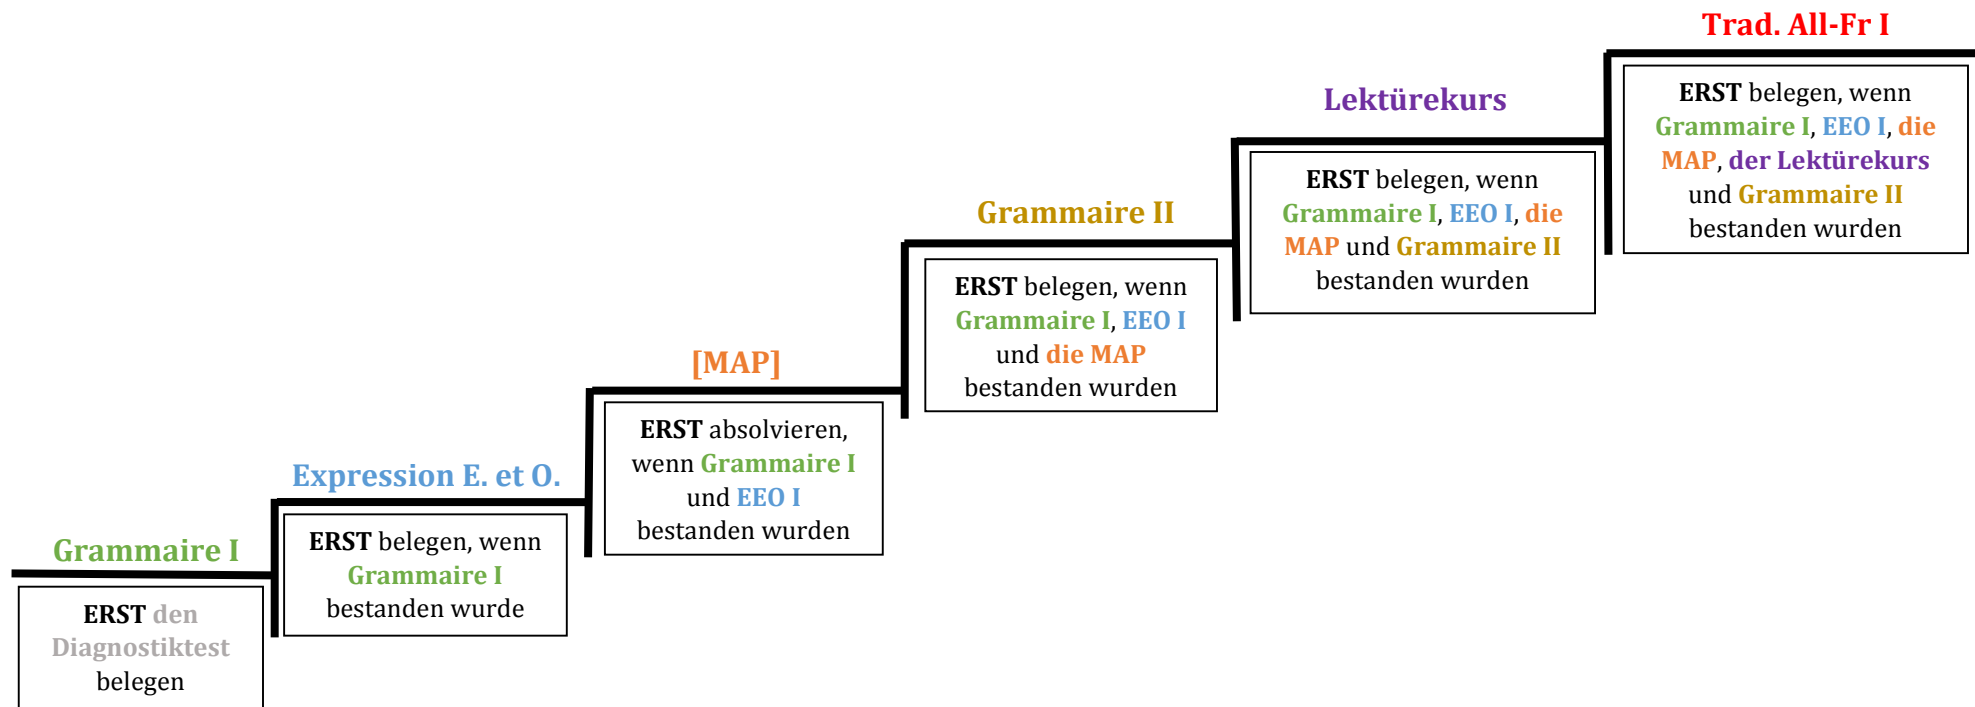 Grammaire I
ERST den
Diagnostiktest
belegen
Expression E. et O.
ERST belegen, wenn
Grammaire I
bestanden wurde
[MAP]
ERST absolvieren,
wenn Grammaire I
und EEO I
bestanden wurden
Grammaire II
ERST belegen, wenn
Grammaire I, EEO I
und die MAP
bestanden wurden
Lektürekurs
ERST belegen, wenn
Grammaire I, EEO I, die
MAP und Grammaire II
bestanden wurden
Trad. All-Fr I
ERST belegen, wenn
Grammaire I, EEO I, die
MAP, der Lektürekurs
und Grammaire II
bestanden wurden